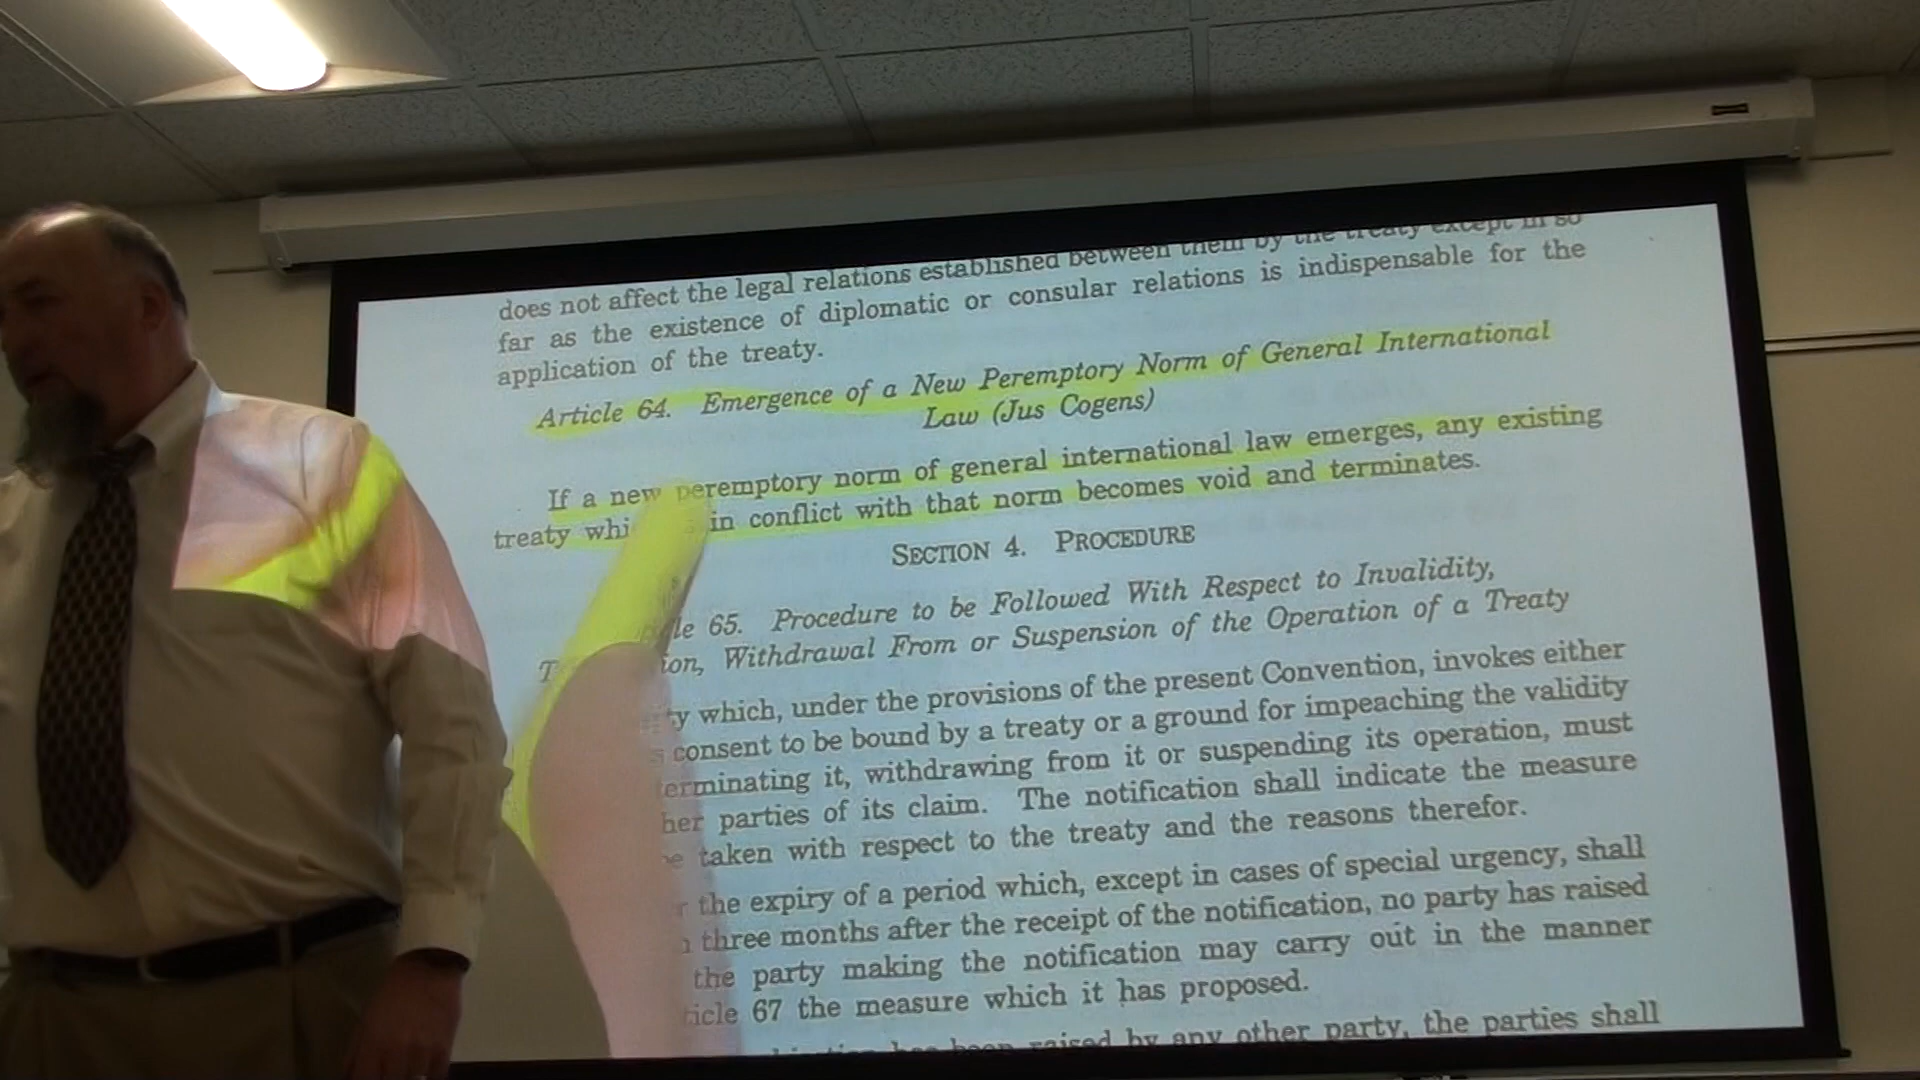 does not affect the legal relations established between them by the treaty except in so
far as the existence of diplomatic or consular relations is indispensable for the
application of the treaty.
Article 64. Emergence of a New Peremptory Norm of General International
Law (Jus Cogens)
If a new peremptory norm of general international law emerges, any existing
treaty in conflict with that norm becomes void and terminates.
SECTION 4. PROCEDURE
65. Procedure to be Followed With Respect to Invalidity,
Withdrawal From or Suspension of the Operation of a Treaty
which, under the provisions of the present Convention, invokes either
consent to be bound by a treaty or a ground for impeaching the validity
terminating it, withdrawing from it or suspending its operation, must
parties of its claim. The notification shall indicate the measure
taken with respect to the treaty and the reasons therefor.
the expiry of a period which, except in cases of special urgency, shall
three months after the receipt of the notification, no party has raised
the party making the notification may carry out in the manner
67 the measure which it has proposed.
has been raised by any other party, the parties shall